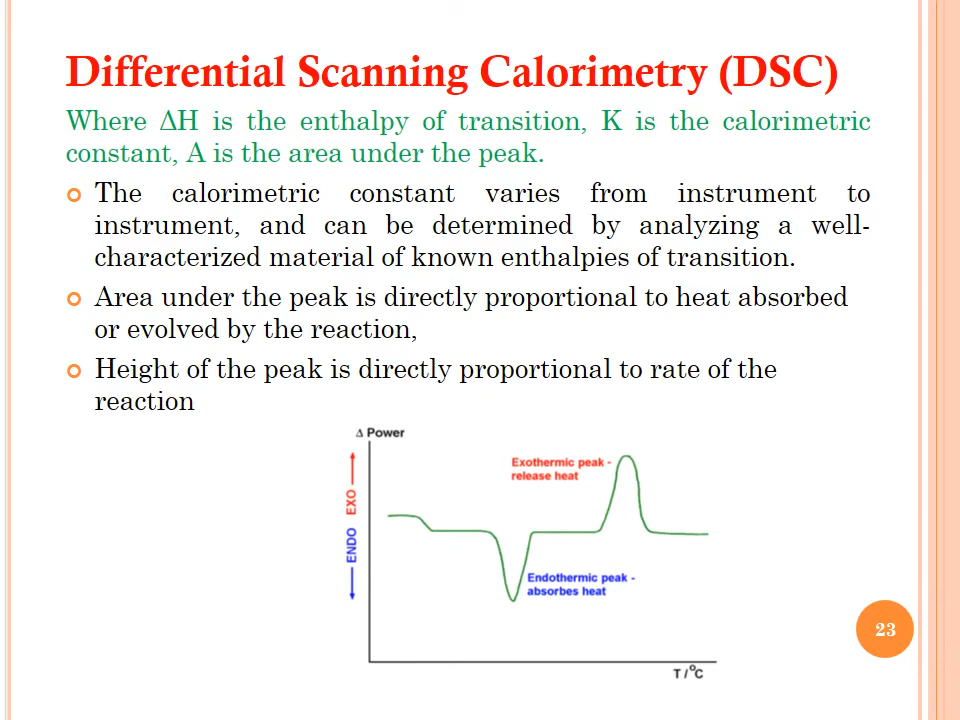 Differential Scanning Calorimetry (DSC)
Where ΔH is the enthalpy of transition, K is the calorimetric
constant, A is the area under the peak.
The calorimetric constant varies from instrument to
instrument, and can be determined by analyzing a well-
characterized material of known enthalpies of transition.
Area under the peak is directly proportional to heat absorbed
or evolved by the reaction,
Height of the peak is directly proportional to rate of the
reaction
Δ Power
EXO
ENDO
Exothermic peak -
release heat
Endothermic peak -
absorbes heat
T / °C
23